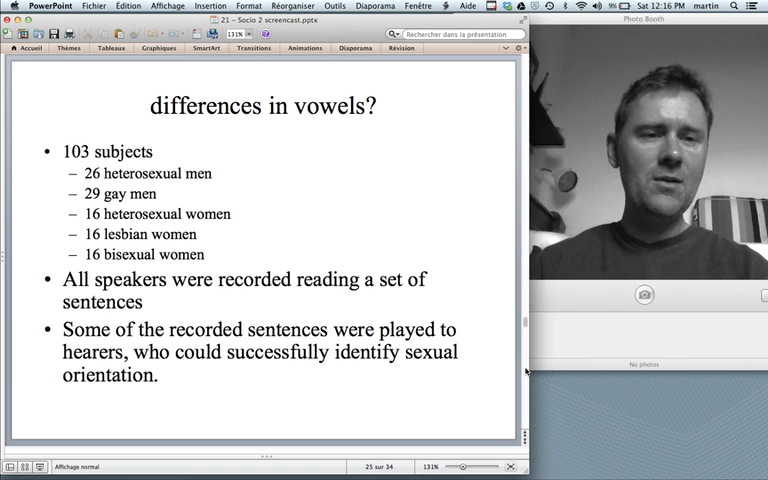 PowerPoint Fichier Édition Affichage Insertion Format Réorganiser Outils Diaporama Fenêtre Aide 9% Sat 12:16 PM martin
21 – Socio 2 screencast.pptx
Photo Booth
131% Rechercher dans la présentation
Accueil Thèmes Tableaux Graphiques SmartArt Transitions Animations Diaporama Révision
differences in vowels?
• 103 subjects
– 26 heterosexual men
– 29 gay men
– 16 heterosexual women
– 16 lesbian women
– 16 bisexual women
• All speakers were recorded reading a set of
sentences
• Some of the recorded sentences were played to
hearers, who could successfully identify sexual
orientation.
No photos
Affichage normal 25 sur 34 131%